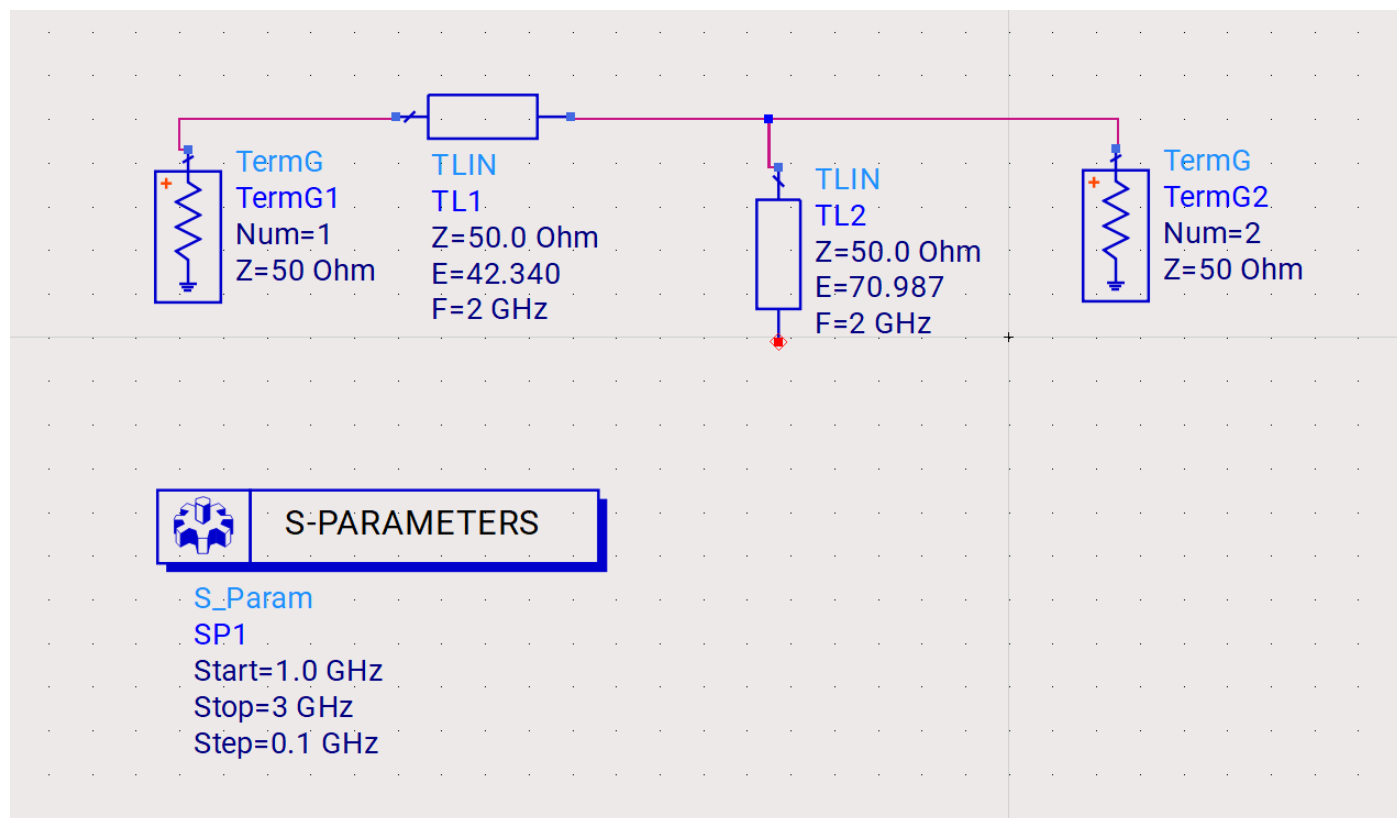 TermG
TermG1
Num=1
Z=50 Ohm
TLIN
TL1
Z=50.0 Ohm
E=42.340
F=2 GHz
TLIN
TL2
Z=50.0 Ohm
E=70.987
F=2 GHz
TermG
TermG2
Num=2
Z=50 Ohm
S-PARAMETERS
S_Param
SP1
Start=1.0 GHz
Stop=3 GHz
Step=0.1 GHz